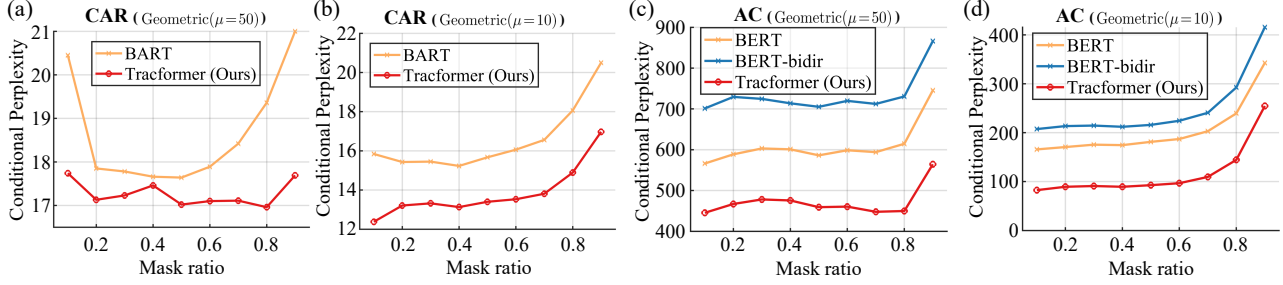 (a)
CAR (Geometric(μ=50))
Conditional Perplexity
21
20
19
18
17
BART
Tracformer (Ours)
0.2 0.4 0.6 0.8
Mask ratio
(b)
CAR (Geometric(μ=10))
Conditional Perplexity
22
20
18
16
14
12
BART
Tracformer (Ours)
0.2 0.4 0.6 0.8
Mask ratio
(c)
AC (Geometric(μ=50))
Conditional Perplexity
900
800
700
600
500
400
BERT
BERT-bidir
Tracformer (Ours)
0.2 0.4 0.6 0.8
Mask ratio
(d)
AC (Geometric(μ=10))
Conditional Perplexity
400
300
200
100
0
BERT
BERT-bidir
Tracformer (Ours)
0.2 0.4 0.6 0.8
Mask ratio